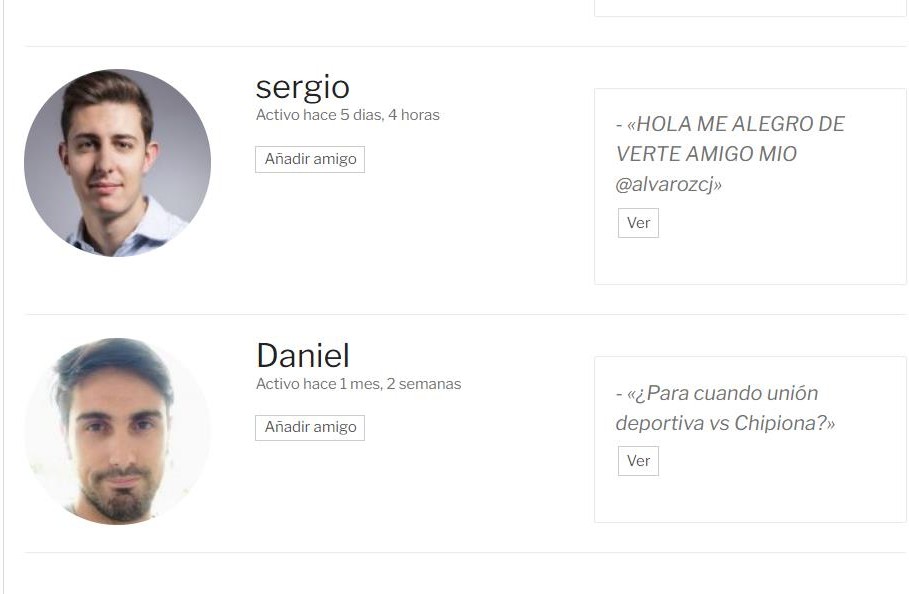 sergio
Activo hace 5 dias, 4 horas
Añadir amigo
- «HOLA ME ALEGRO DE
VERTE AMIGO MIO
@alvarozcj»
Ver
Daniel
Activo hace 1 mes, 2 semanas
Añadir amigo
- «¿Para cuando unión
deportiva vs Chipiona?»
Ver